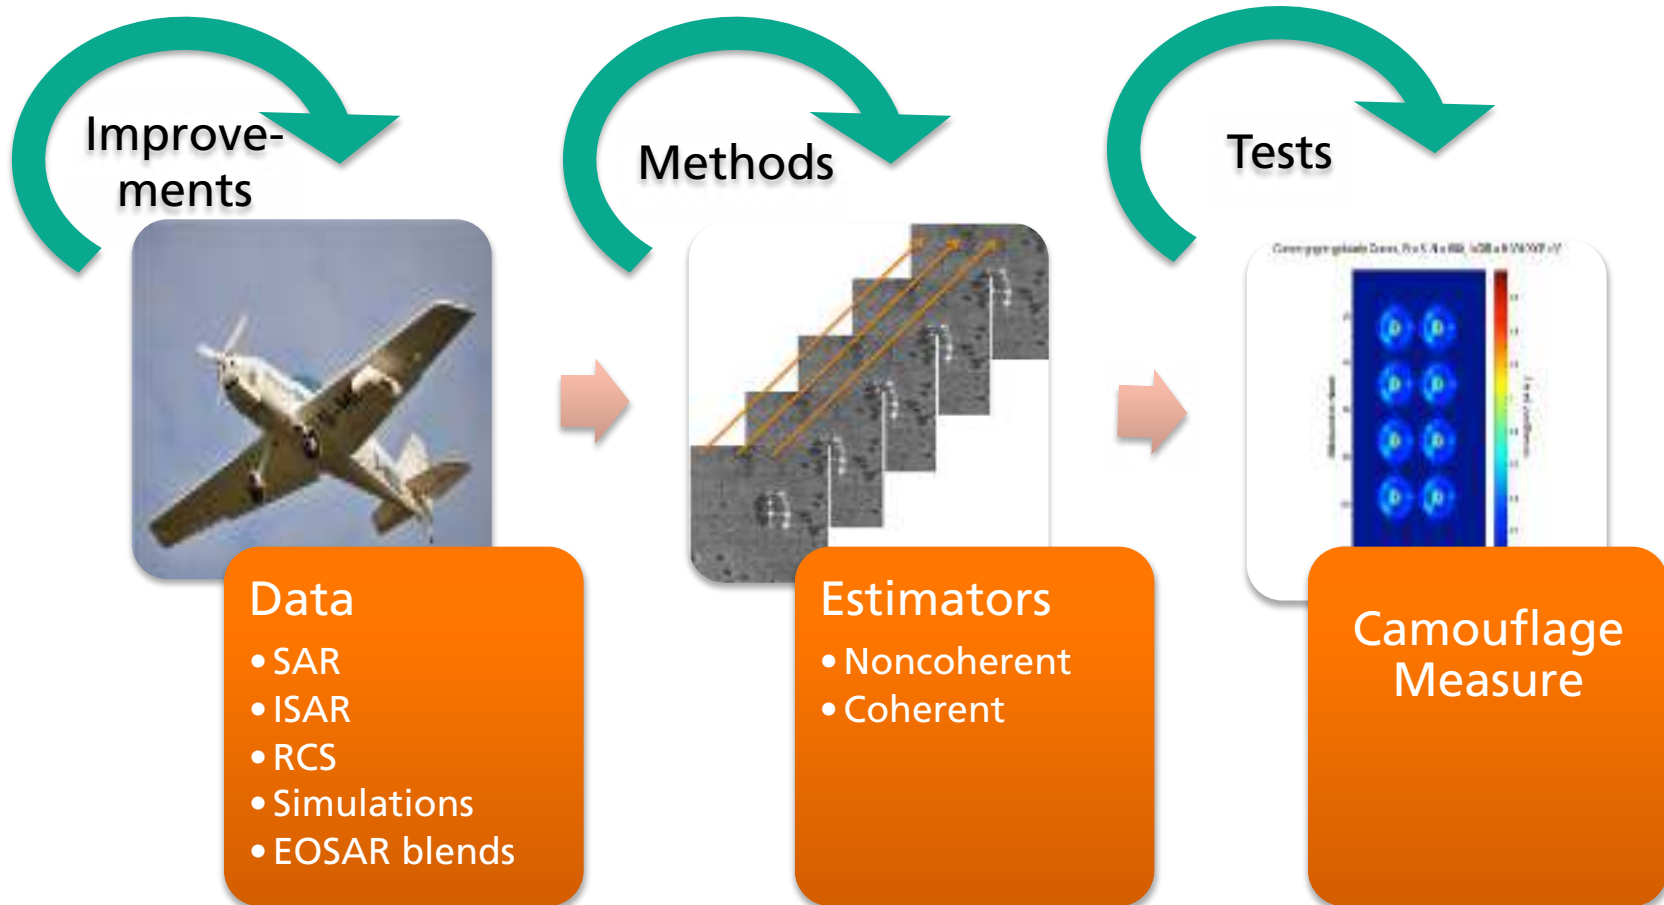 Improve-
ments
Methods
Tests
Data
• SAR
• ISAR
• RCS
• Simulations
• EOSAR blends
Estimators
• Noncoherent
• Coherent
Camouflage
Measure